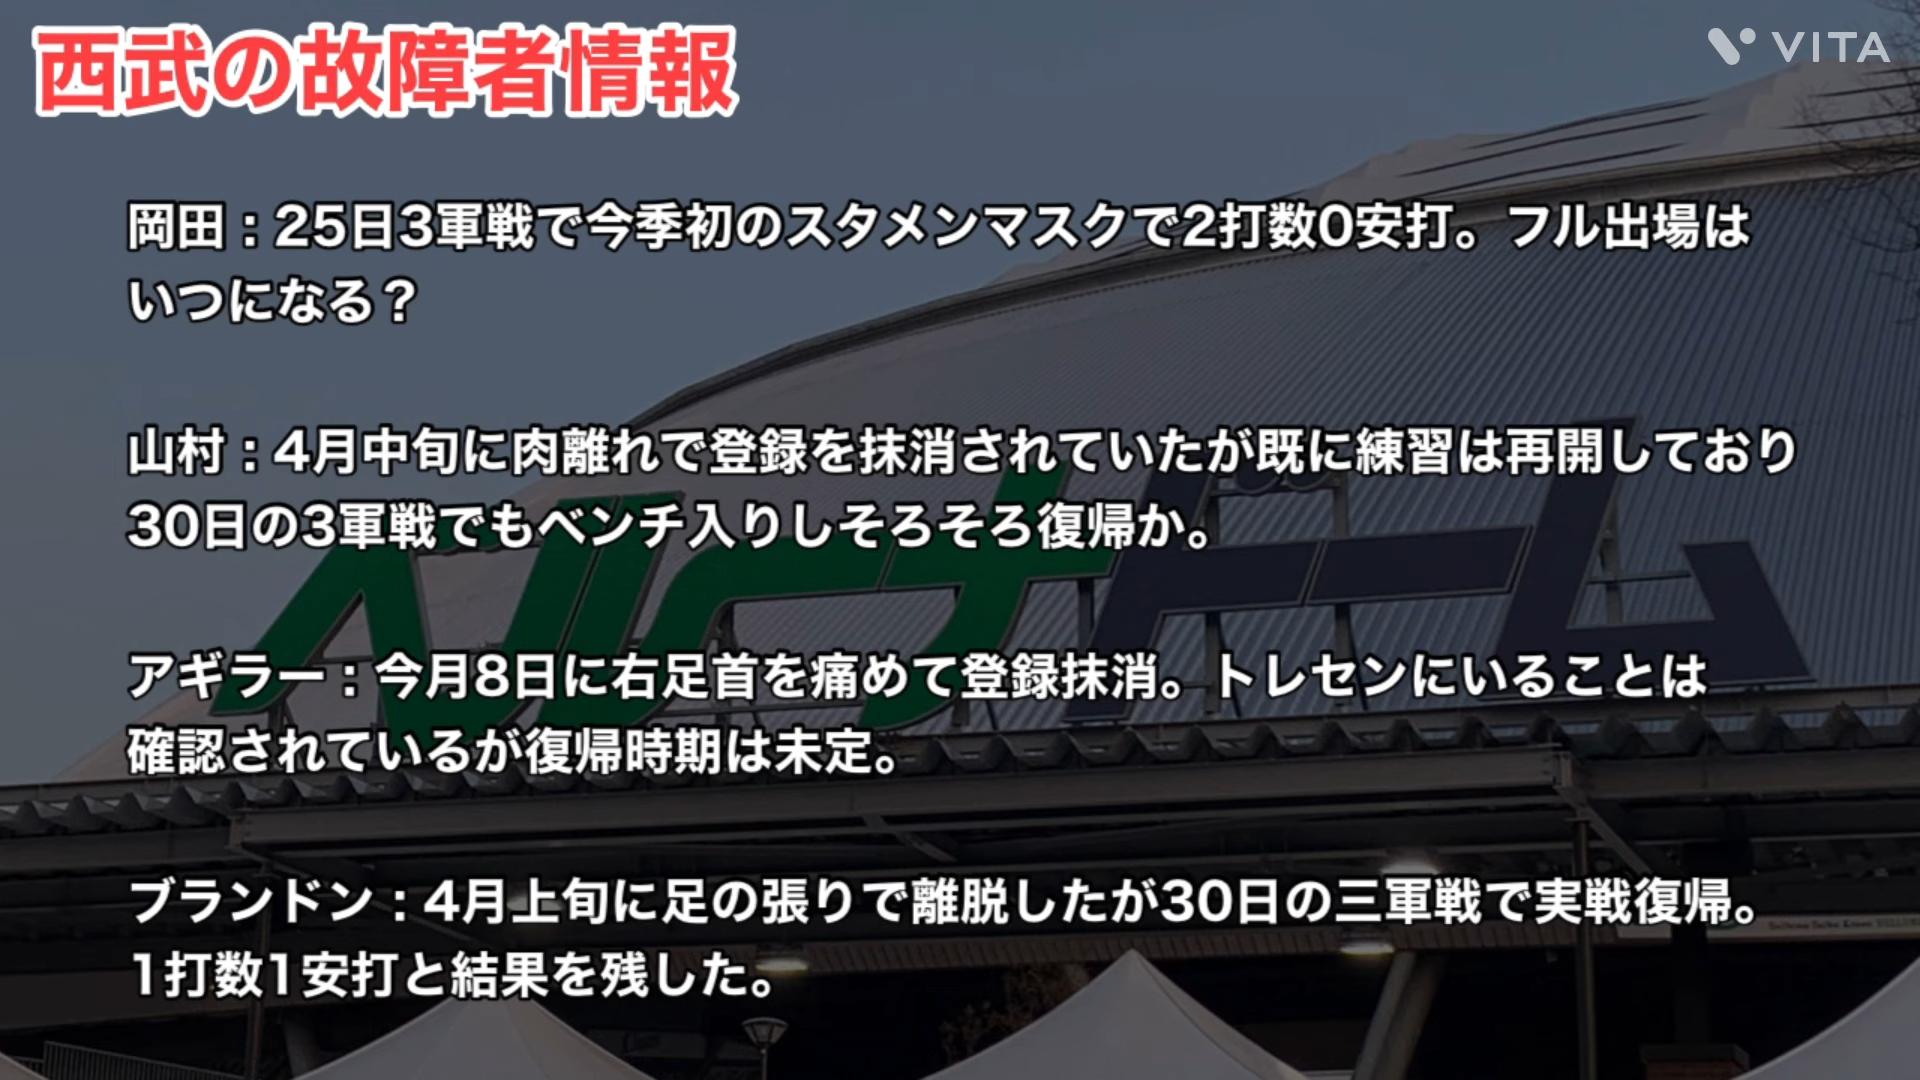 西武の故障者情報
VITA
岡田：25日3軍戦で今季初のスタメンマスクで2打数0安打。フル出場は
いつになる？
山村：4月中旬に肉離れで登録を抹消されていたが既に練習は再開しており
30日の3軍戦でもベンチ入りしそろそろ復帰か。
アギラー：今月8日に右足首を痛めて登録抹消。トレセンにいることは
確認されているが復帰時期は未定。
ブランドン：4月上旬に足の張りで離脱したが30日の三軍戦で実戦復帰。
1打数1安打と結果を残した。
ベルーナドーム